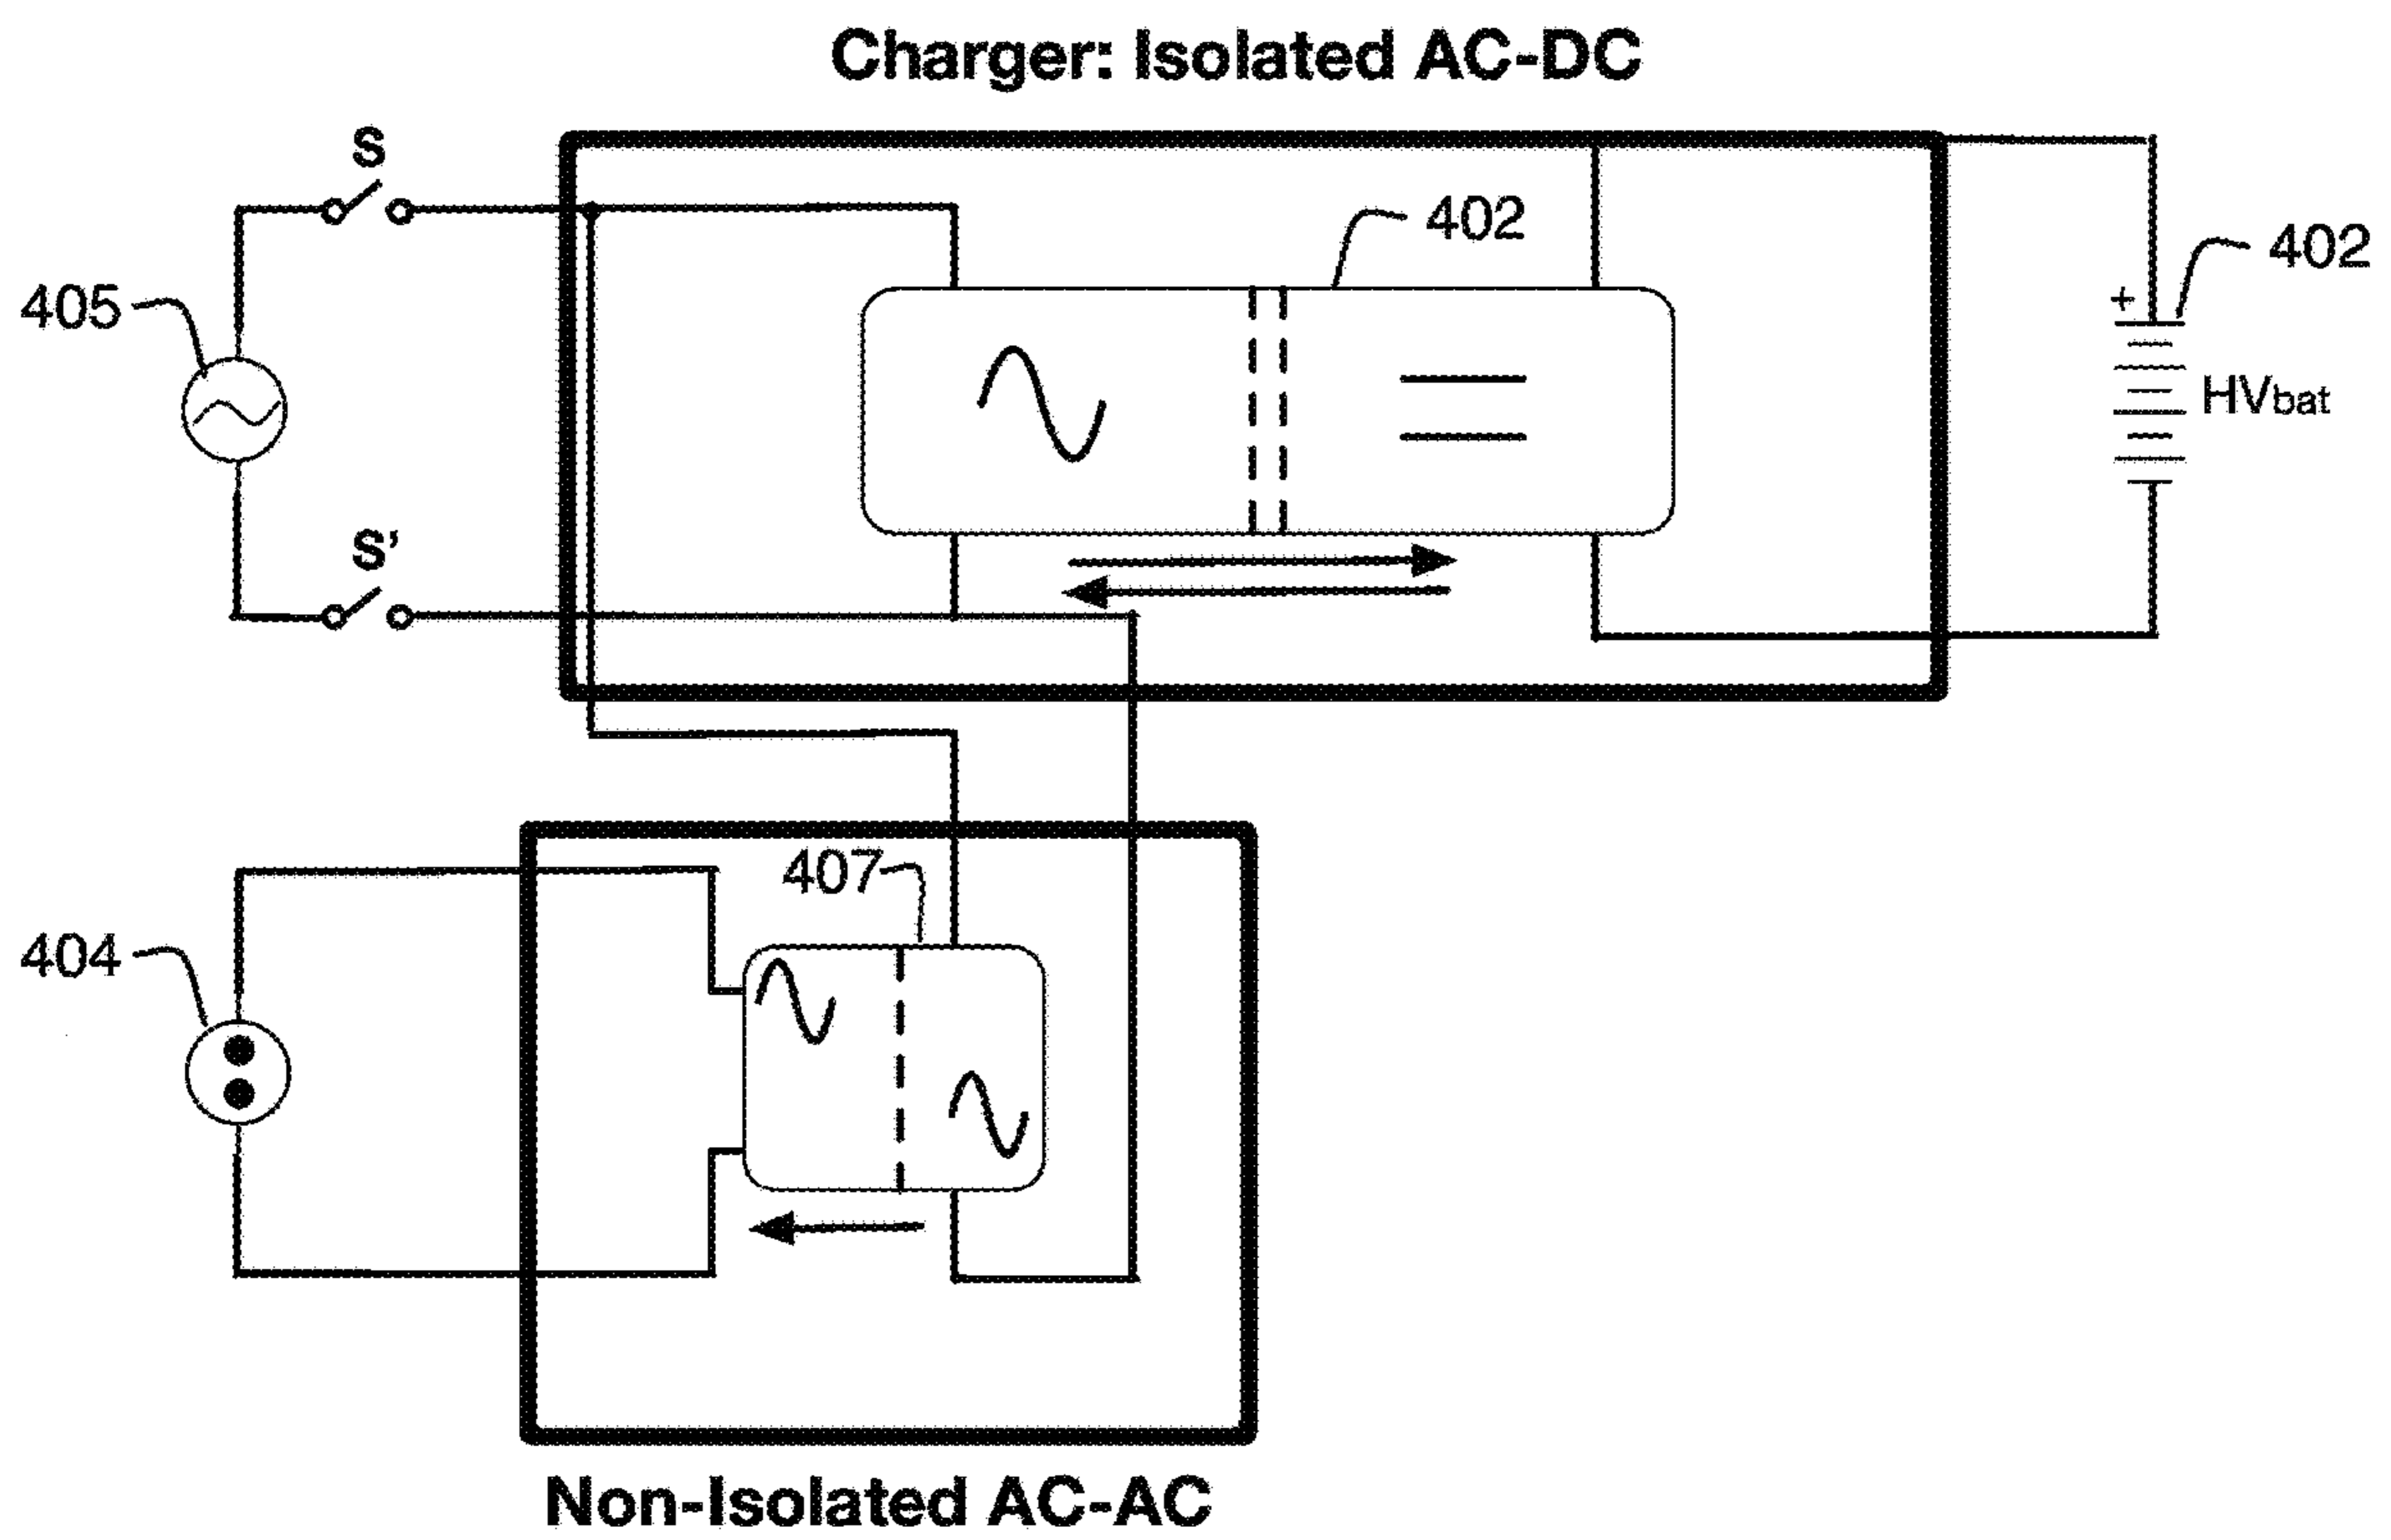 Charger: Isolated AC-DC
S
402
402
405
+
HVbat
S'
407
404
Non-Isolated AC-AC